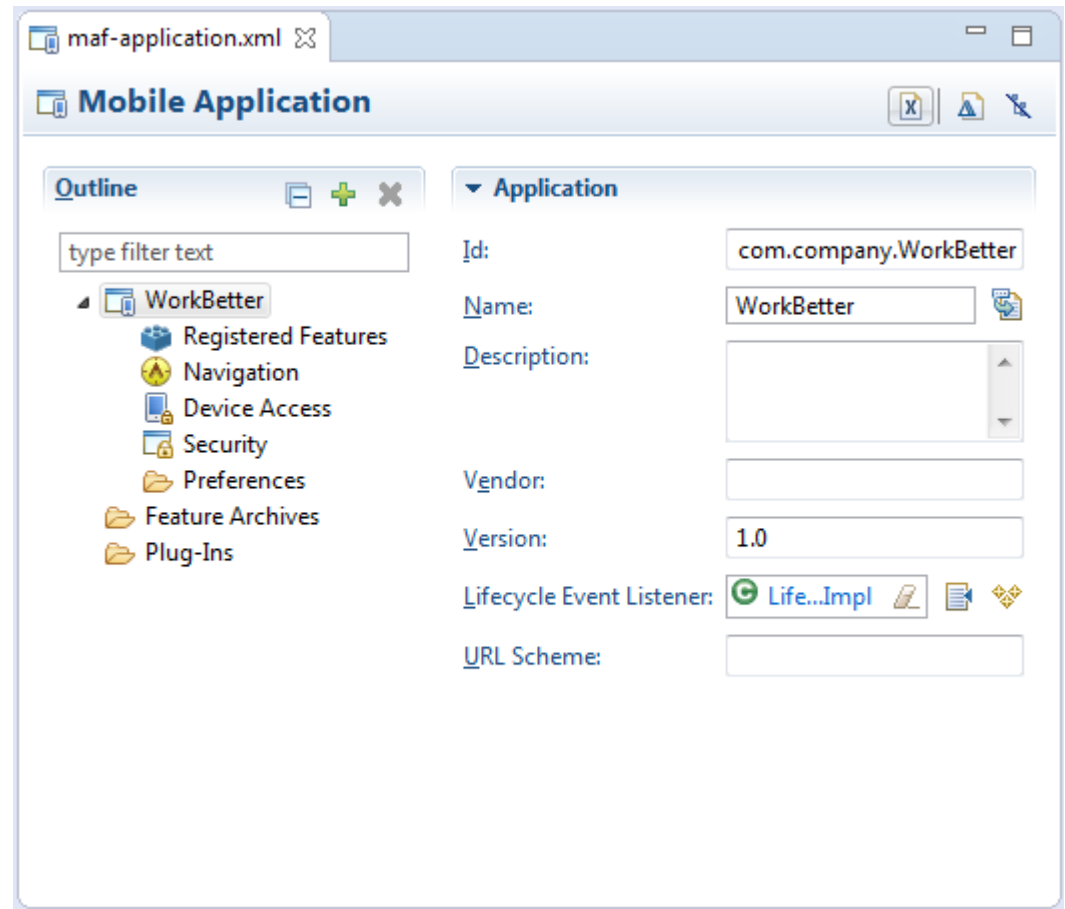 maf-application.xml
Mobile Application
Outline
type filter text
WorkBetter
Registered Features
Navigation
Device Access
Security
Preferences
Feature Archives
Plug-Ins
Application
Id: com.company.WorkBetter
Name: WorkBetter
Description:
Vendor:
Version: 1.0
Lifecycle Event Listener: C Life...Impl
URL Scheme: